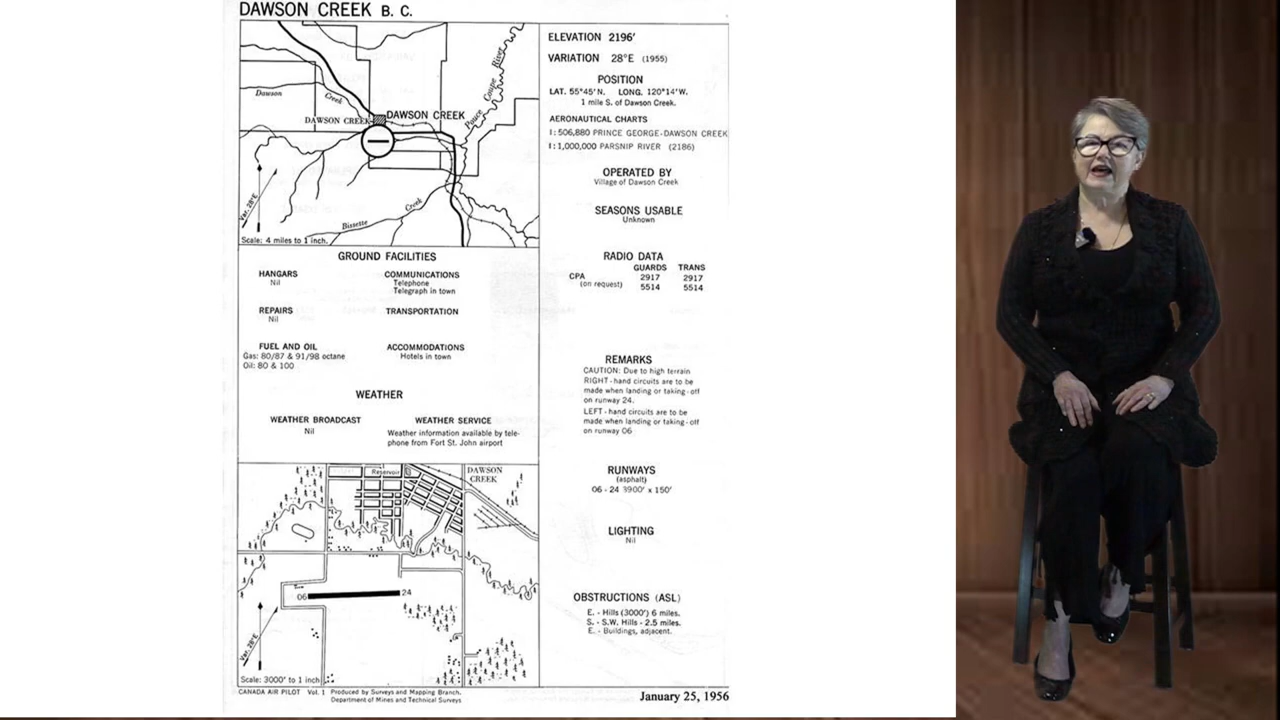 DAWSON CREEK B. C.
Dawson
Creek
DAWSON CREEK
DAWSON CREEK
Pouce Coupe River
Bissette
Creek
Var. 28°E
Scale: 4 miles to 1 inch.
ELEVATION 2196'
VARIATION 28°E (1955)
POSITION
LAT. 55°45'N. LONG. 120°14'W.
1 mile S. of Dawson Creek.
AERONAUTICAL CHARTS
1:506,880 PRINCE GEORGE-DAWSON CREEK
1:1,000,000 PARSNIP RIVER (2186)
OPERATED BY
Village of Dawson Creek
SEASONS USABLE
Unknown
RADIO DATA
GUARDS TRANS
CPA 2917 2917
(on request) 5514 5514
GROUND FACILITIES
HANGARS
Nil
COMMUNICATIONS
Telephone
Telegraph in town
REPAIRS
Nil
TRANSPORTATION
FUEL AND OIL
Gas: 80/87 & 91/98 octane
Oil: 80 & 100
ACCOMMODATIONS
Hotels in town
WEATHER
WEATHER BROADCAST
Nil
WEATHER SERVICE
Weather information available by tele-
phone from Fort St. John airport
REMARKS
CAUTION: Due to high terrain
RIGHT-hand circuits are to be
made when landing or taking-off
on runway 24.
LEFT-hand circuits are to be
made when landing or taking-off
on runway 06
RUNWAYS
(asphalt)
06 - 24 3900' x 150'
LIGHTING
Nil
OBSTRUCTIONS (ASL)
E. - Hills (3000') 6 miles.
S. - S.W. Hills - 2.5 miles.
E. - Buildings, adjacent.
Reservoir
DAWSON
CREEK
06
24
Var. 28°E
Scale: 3000' to 1 inch
CANADA AIR PILOT Vol. 1 Produced by Surveys and Mapping Branch.
Department of Mines and Technical Surveys
January 25, 1956